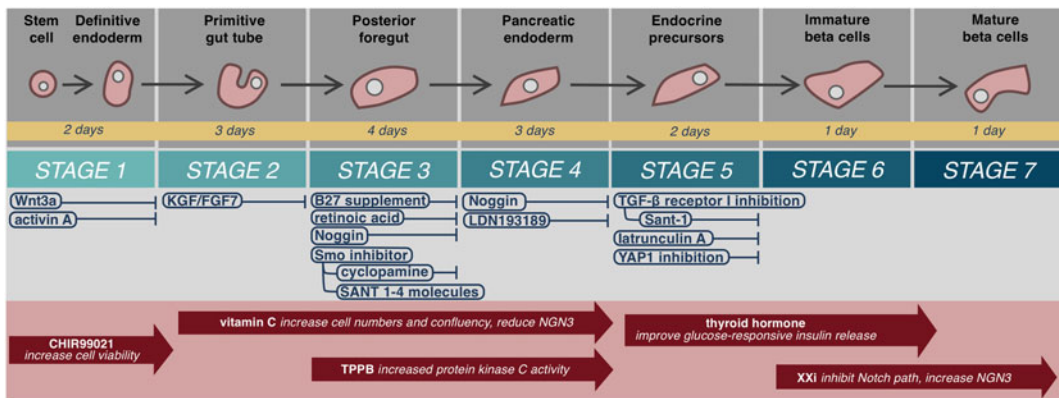 Stem cell
Definitive endoderm
Primitive gut tube
Posterior foregut
Pancreatic endoderm
Endocrine precursors
Immature beta cells
Mature beta cells
2 days
3 days
4 days
3 days
2 days
1 day
1 day
STAGE 1
STAGE 2
STAGE 3
STAGE 4
STAGE 5
STAGE 6
STAGE 7
Wnt3a
activin A
KGF/FGF7
B27 supplement
retinoic acid
Noggin
Smo inhibitor
cyclopamine
SANT 1-4 molecules
Noggin
LDN193189
TGF-β receptor I inhibition
Sant-1
latrunculin A
YAP1 inhibition
CHIR99021
increase cell viability
vitamin C increase cell numbers and confluency, reduce NGN3
TPPB increased protein kinase C activity
thyroid hormone
improve glucose-responsive insulin release
XXi inhibit Notch path, increase NGN3